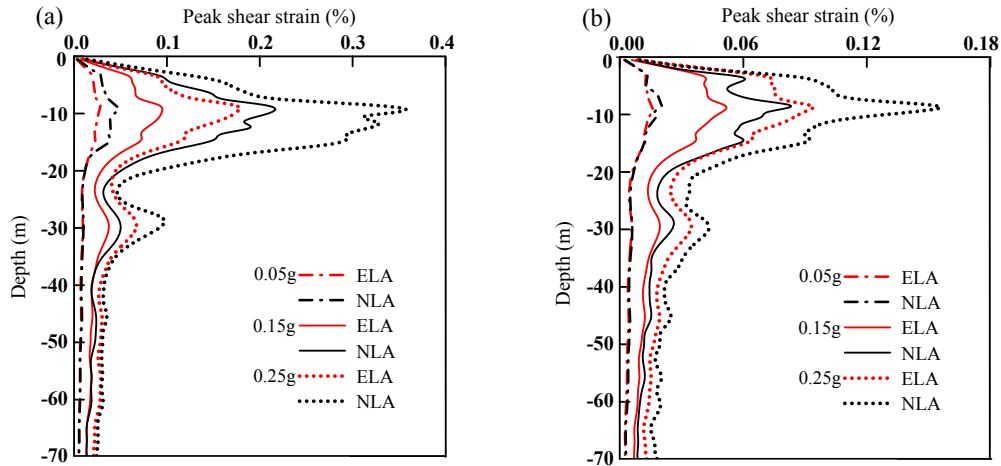 (a)
Peak shear strain (%)
0.0 0.1 0.2 0.3 0.4
0
-10
-20
-30
-40
-50
-60
-70
Depth (m)
0.05g ELA
NLA
0.15g ELA
NLA
0.25g ELA
NLA
(b)
Peak shear strain (%)
0.00 0.06 0.12 0.18
0
-10
-20
-30
-40
-50
-60
-70
Depth (m)
0.05g ELA
NLA
0.15g ELA
NLA
0.25g ELA
NLA